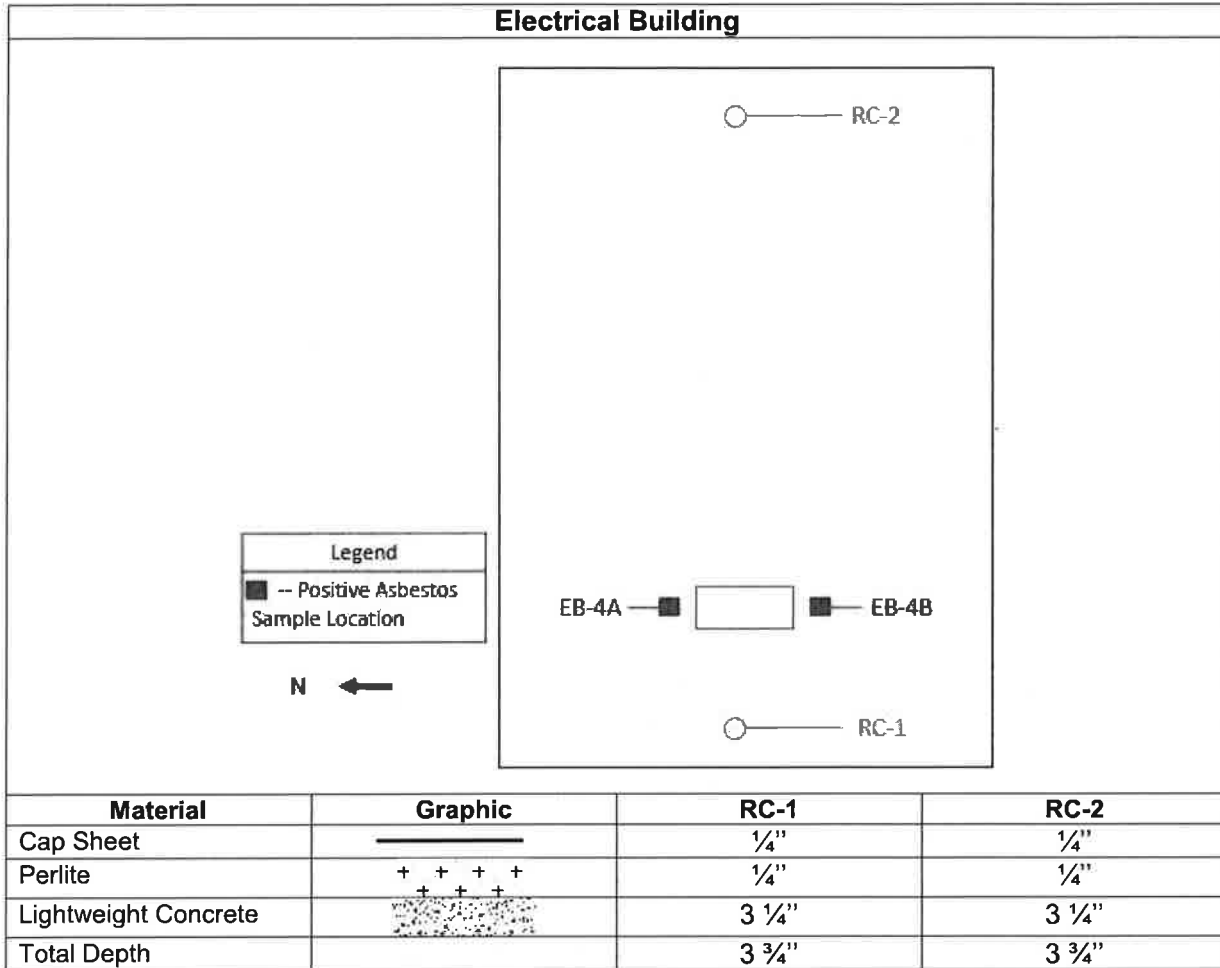 Electrical Building
RC-2
Legend
■ -- Positive Asbestos
Sample Location
EB-4A
EB-4B
N
RC-1
Material Graphic RC-1 RC-2
Cap Sheet ¼” ¼”
Perlite ¼” ¼”
Lightweight Concrete 3 ¼” 3 ¼”
Total Depth 3 ¾” 3 ¾”